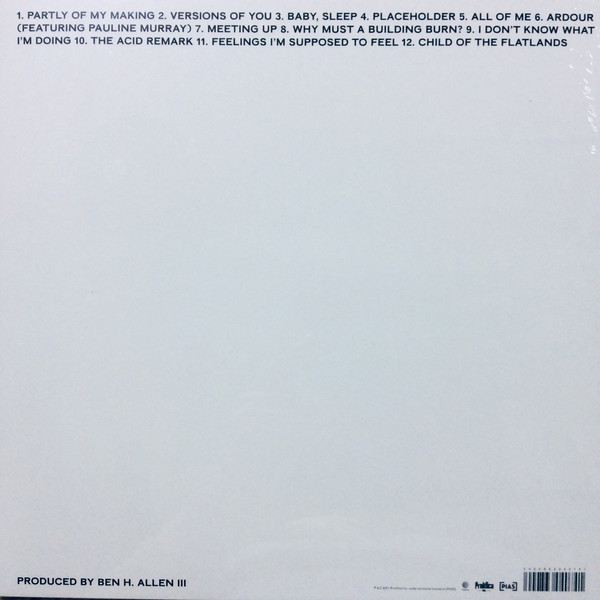 1. PARTLY OF MY MAKING 2. VERSIONS OF YOU 3. BABY, SLEEP 4. PLACEHOLDER 5. ALL OF ME 6. ARDOUR
(FEATURING PAULINE MURRAY) 7. MEETING UP 8. WHY MUST A BUILDING BURN? 9. I DON'T KNOW WHAT
I'M DOING 10. THE ACID REMARK 11. FEELINGS I'M SUPPOSED TO FEEL 12. CHILD OF THE FLATLANDS
PRODUCED BY BEN H. ALLEN III
Prolifica [PIAS]